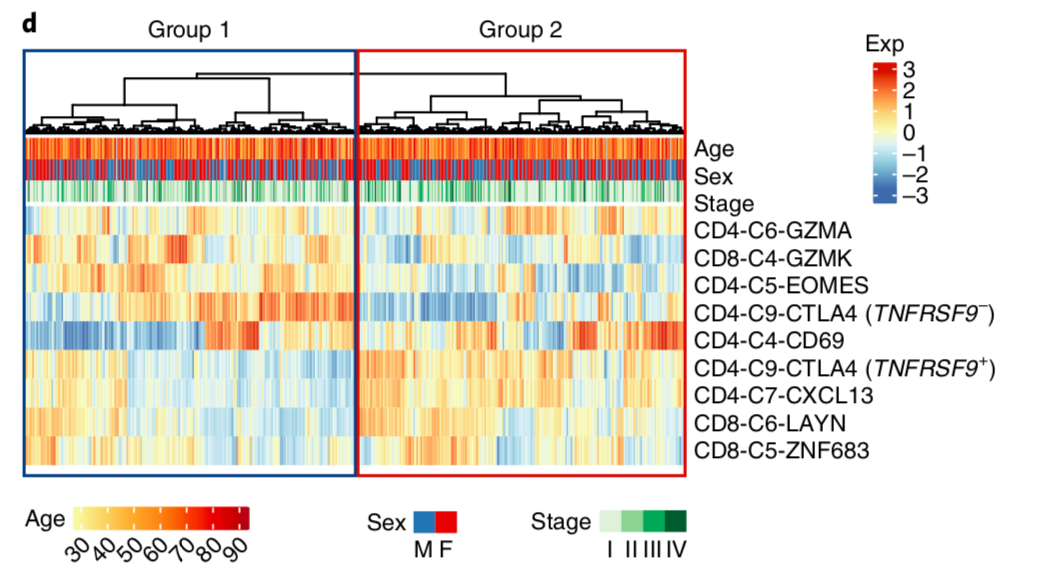 d
Group 1 Group 2
Exp
3
2
1
0
−1
−2
−3
Age
Sex
Stage
CD4-C6-GZMA
CD8-C4-GZMK
CD4-C5-EOMES
CD4-C9-CTLA4 (TNFRSF9⁻)
CD4-C4-CD69
CD4-C9-CTLA4 (TNFRSF9⁺)
CD4-C7-CXCL13
CD8-C6-LAYN
CD8-C5-ZNF683
Age
30 40 50 60 70 80 90
Sex
M F
Stage
I II III IV